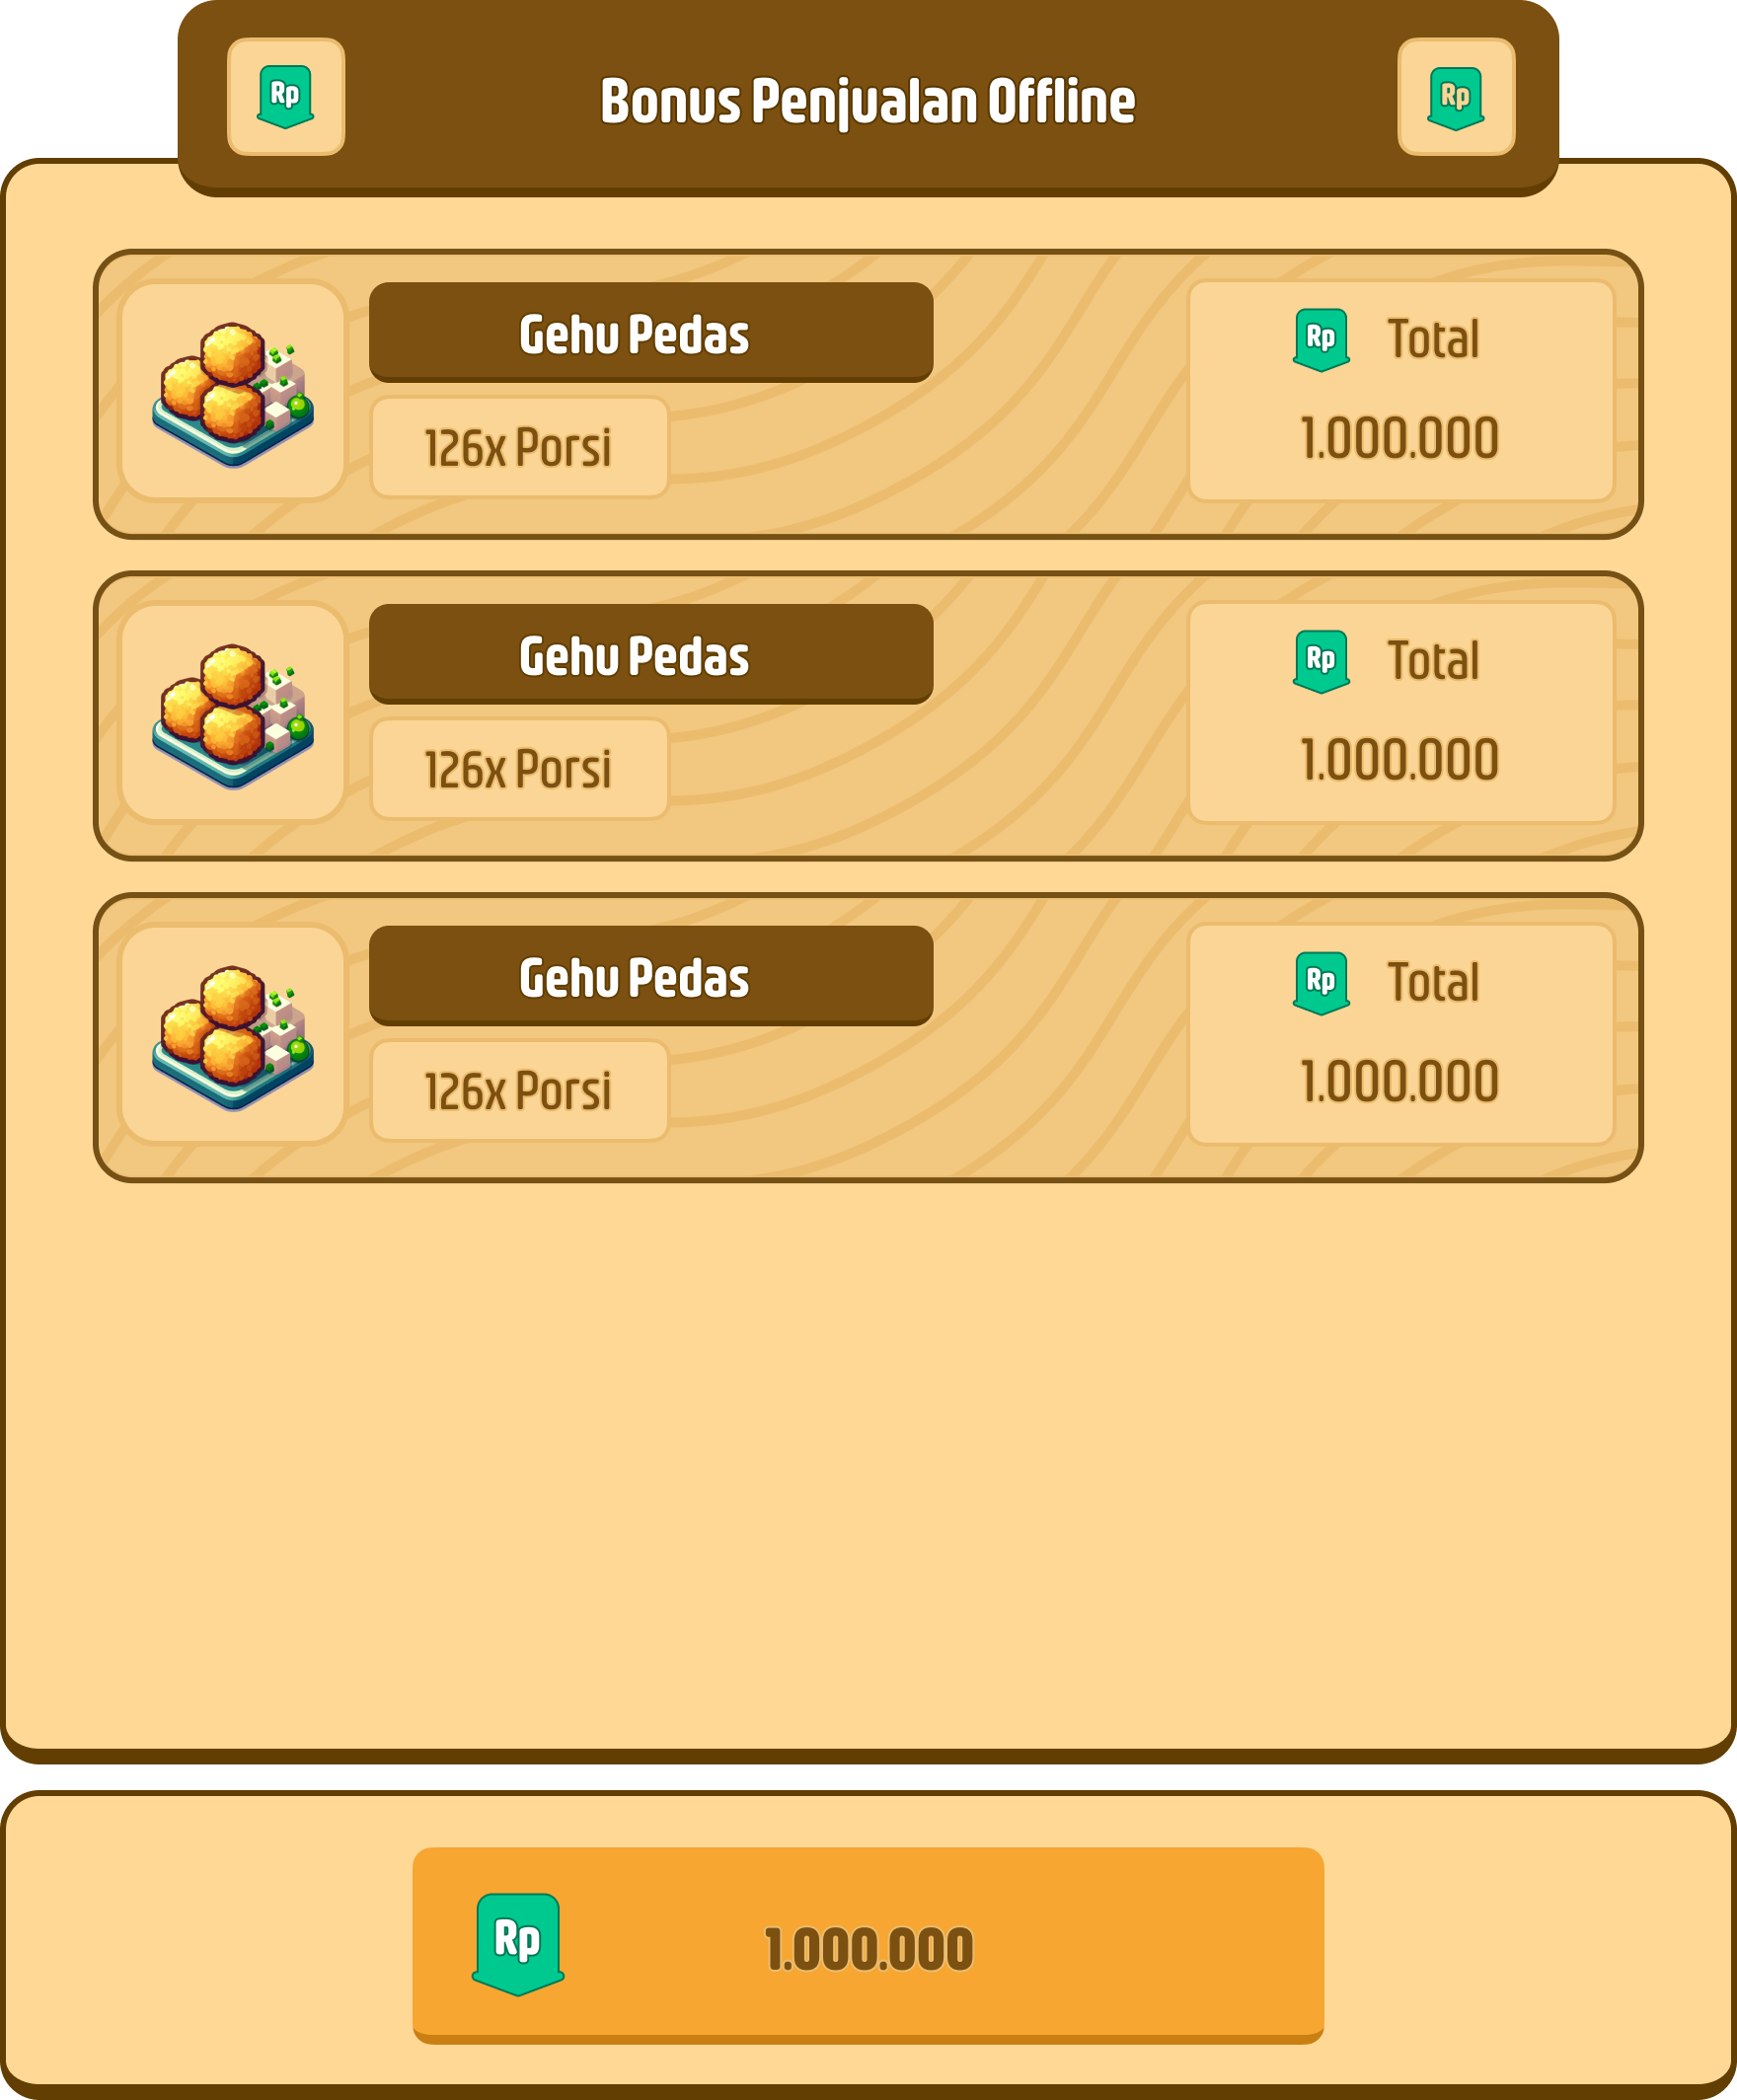 Rp
Bonus Penjualan Offline
Rp
Gehu Pedas
126x Porsi
Rp Total
1.000.000
Gehu Pedas
126x Porsi
Rp Total
1.000.000
Gehu Pedas
126x Porsi
Rp Total
1.000.000
Rp 1.000.000